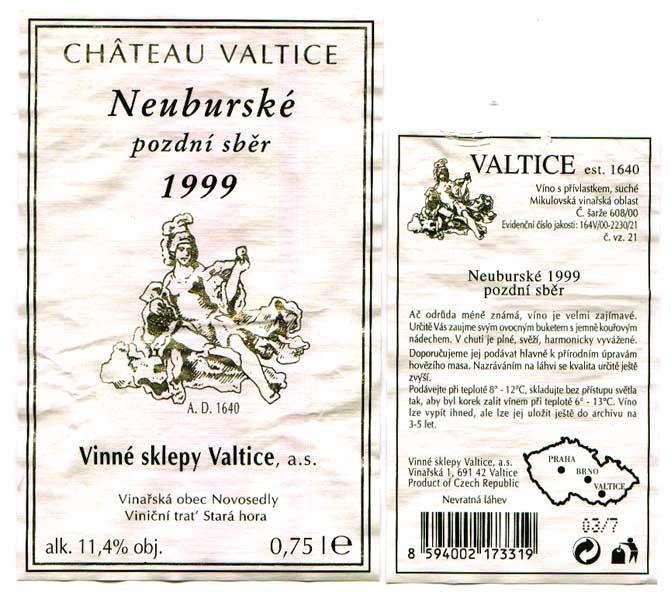 CHÂTEAU VALTICE
Neuburské
pozdní sběr
1999
A. D. 1640
Vinné sklepy Valtice, a.s.
Vinařská obec Novosedly
Viniční trať Stará hora
alk. 11,4% obj. 0,75 l e
VALTICE est. 1640
Víno s přívlastkem, suché
Mikulovská vinařská oblast
Č. šarže 608/00
Evidenční číslo jakosti: 164V/00-2230/21
č. vz. 21
Neuburské 1999
pozdní sběr
Ač odrůda méně známá, víno je velmi zajímavé.
Určitě Vás zaujme svým ovocným buketem s jemně kouřovým
nádechem. V chuti je plné, svěží, harmonicky vyvážené.
Doporučujeme jej podávat hlavně k přírodním úpravám
hovězího masa. Nazráváním na láhvi se kvalita určitě ještě
zvýší.
Podávejte při teplotě 8° - 12°C, skladujte bez přístupu světla
tak, aby byl korek zalit vínem při teplotě 6° - 13°C. Víno
lze vypít ihned, ale lze jej uložit ještě do archivu na
3-5 let.
Vinné sklepy Valtice, a.s.
Vinařská 1, 691 42 Valtice
Product of Czech Republic
Nevratná láhev
PRAHA
BRNO
VALTICE
03/7
8 594002 173319